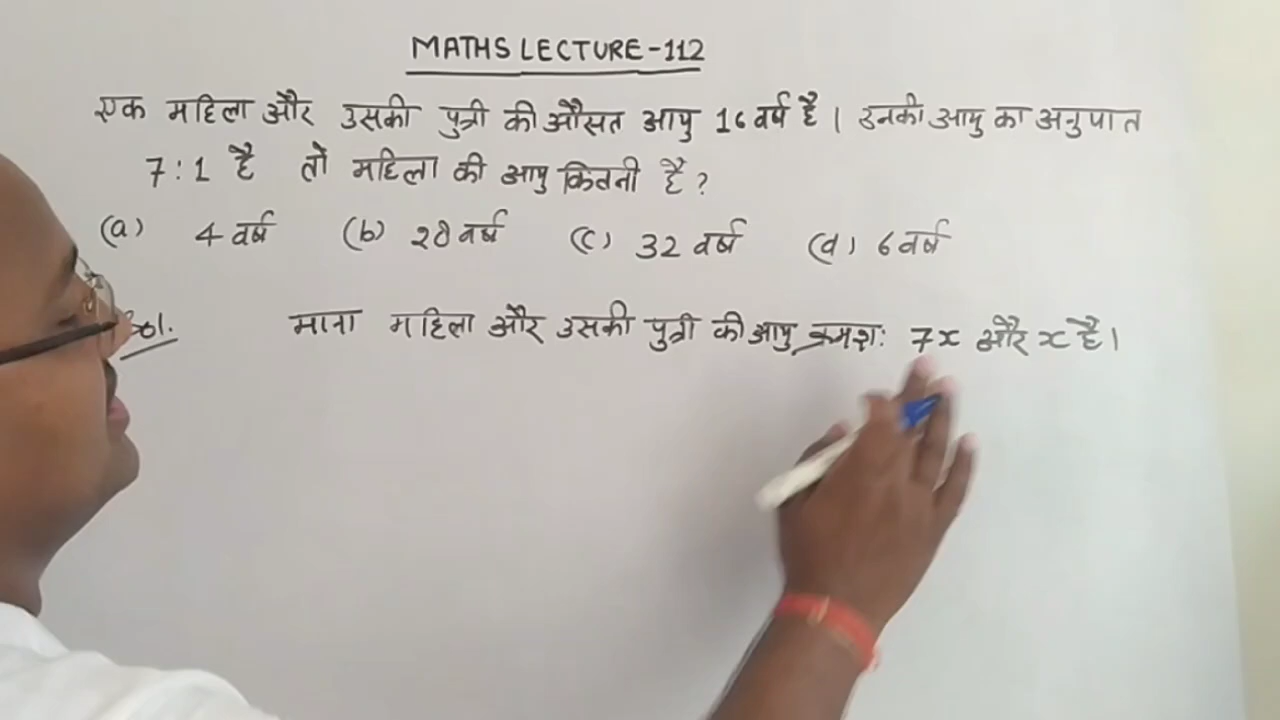 MATHS LECTURE-112
एक महिला और उसकी पुत्री की औसत आयु 16 वर्ष है। उनकी आयु का अनुपात
7:1 है तो महिला की आयु कितनी है?
(a) 4 वर्ष (b) 28 वर्ष (c) 32 वर्ष (d) 6 वर्ष
Sol. माना महिला और उसकी पुत्री की आयु क्रमशः 7x और x है।